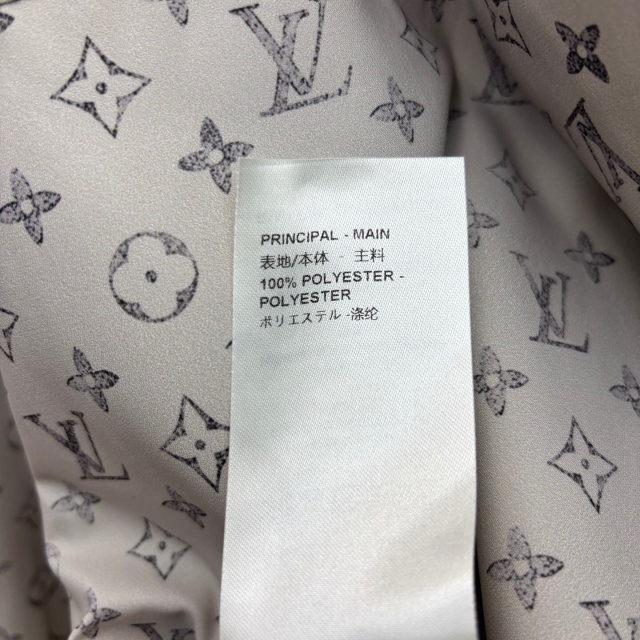 PRINCIPAL - MAIN
表地/本体 - 主料
100% POLYESTER -
POLYESTER
ポリエステル -涤纶